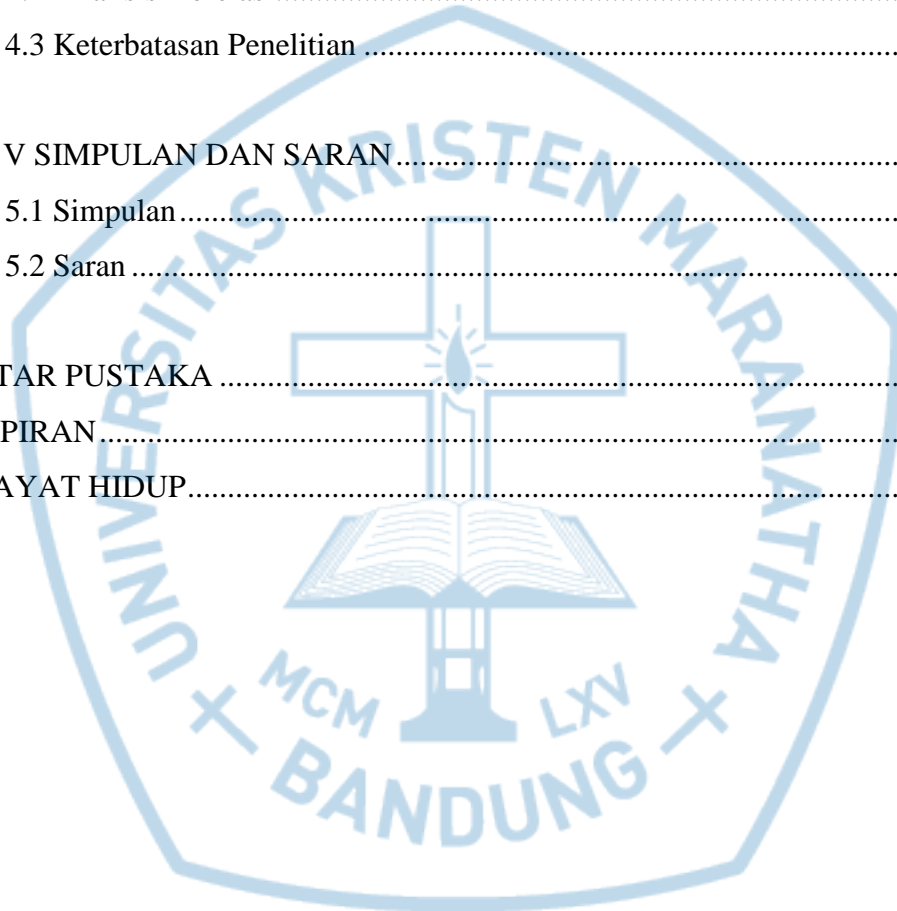 4.3 Keterbatasan Penelitian ..................................................................
V SIMPULAN DAN SARAN ..............................................................
5.1 Simpulan ..........................................................................................
5.2 Saran ................................................................................................
TAR PUSTAKA .....................................................................................
PIRAN ....................................................................................................
AYAT HIDUP .........................................................................................
UNIVERSITAS KRISTEN MARANATHA
MCM LXV
BANDUNG